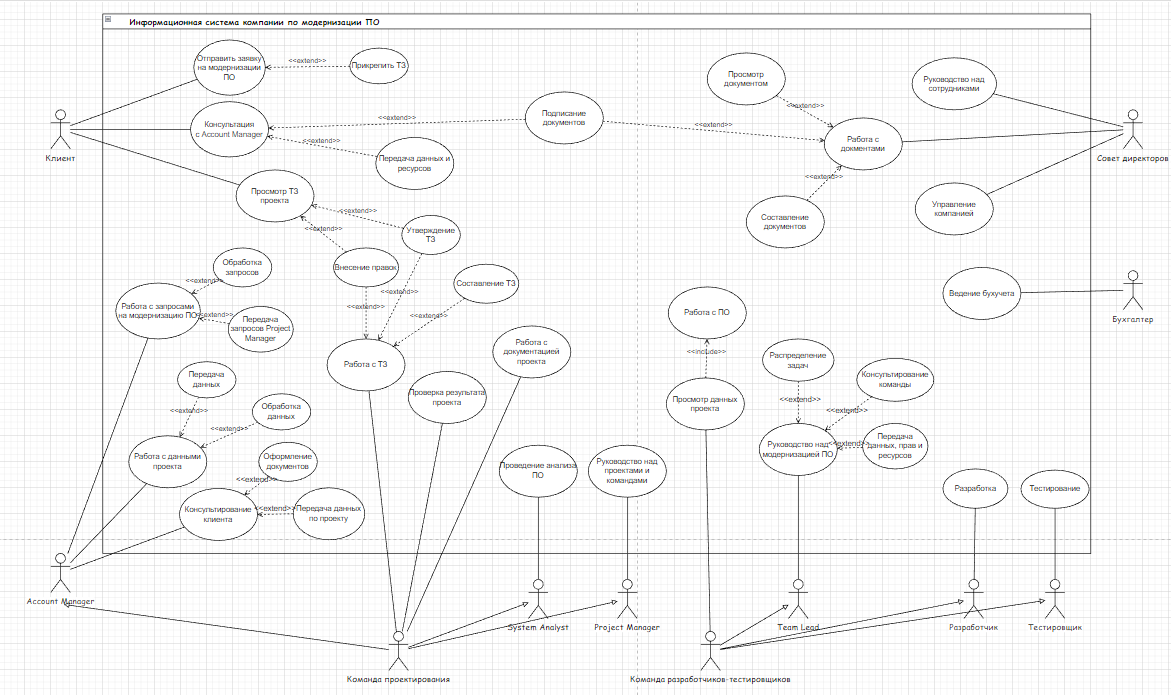 Информационная система компании по модернизации ПО
Отправить заявку
на модернизации
ПО
<<extend>>
Прикрепить ТЗ
Консультация
с Account Manager
<<extend>>
Подписание
документов
<<extend>>
<<extend>>
Передача данных и
ресурсов
Клиент
Просмотр ТЗ
проекта
<<extend>>
<<extend>>
Утверждение
ТЗ
Внесение правок
<<extend>>
<<extend>>
Составление ТЗ
<<extend>>
Работа с ТЗ
Просмотр
документом
<<extend>>
Работа с
докментами
<<extend>>
Составление
документов
Руководство над
сотрудниками
Совет директоров
Управление
компанией
Ведение бухучета
Бухгалтер
Обработка
запросов
<<extend>>
Работа с запросами
на модернизацию ПО
<<extend>>
Передача
запросов Project
Manager
Передача
данных
<<extend>>
Обработка
данных
<<extend>>
Работа с данными
проекта
Оформление
документов
<<extend>>
Консультирование
клиента
<<extend>>
Передача данных
по проекту
Работа с
документацией
проекта
Проверка результата
проекта
Проведение анализа
ПО
Руководство над
проектами и
командами
Работа с ПО
<<include>>
Просмотр данных
проекта
Распределение
задач
<<extend>>
Консультирование
команды
<<extend>>
Руководство над
модернизацией ПО
<<extend>>
Передача
данных, прав и
ресурсов
Разработка
Тестирование
Account Manager
System Analyst
Project Manager
Team Lead
Разработчик
Тестировщик
Команда проектирования
Команда разработчиков-тестировщиков